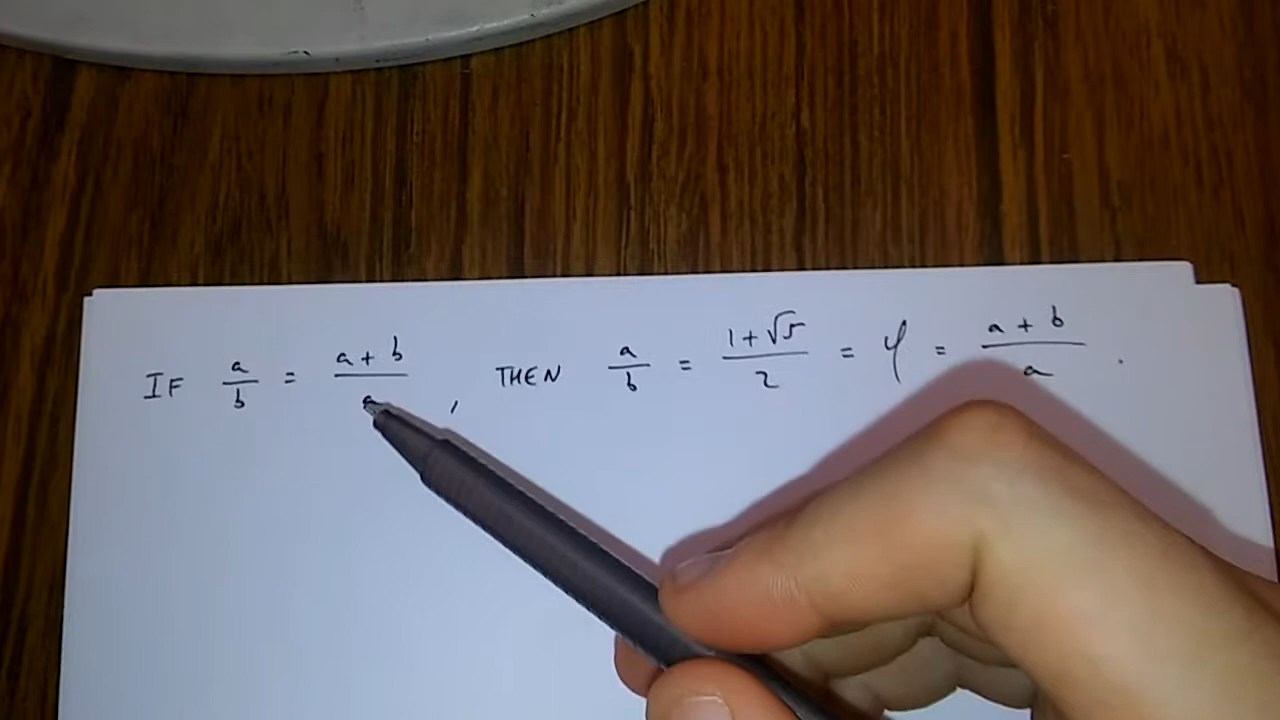 IF a/b = (a + b)/a , THEN a/b = (1+√5)/2 = φ = (a + b)/a .